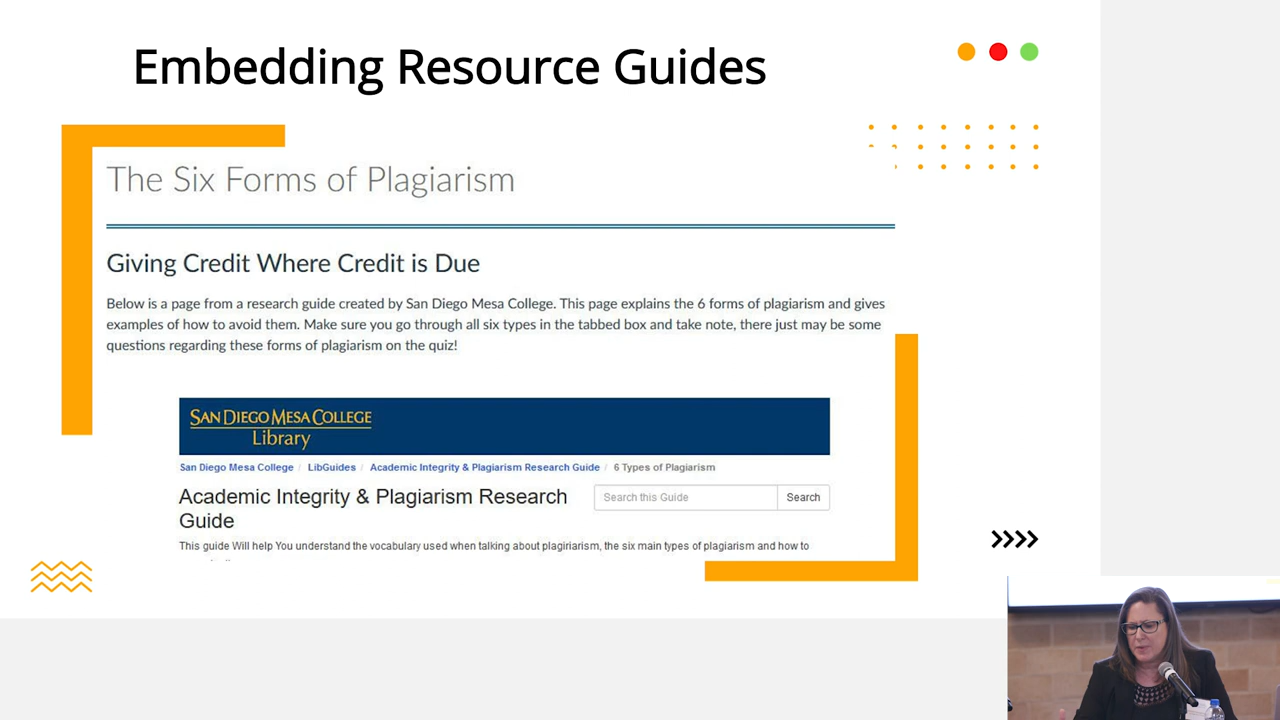 Embedding Resource Guides
The Six Forms of Plagiarism
Giving Credit Where Credit is Due
Below is a page from a research guide created by San Diego Mesa College. This page explains the 6 forms of plagiarism and gives
examples of how to avoid them. Make sure you go through all six types in the tabbed box and take note, there just may be some
questions regarding these forms of plagiarism on the quiz!
SAN DIEGO MESA COLLEGE
Library
San Diego Mesa College / LibGuides / Academic Integrity & Plagiarism Research Guide / 6 Types of Plagiarism
Academic Integrity & Plagiarism Research
Guide
Search this Guide Search
This guide Will help You understand the vocabulary used when talking about plagiriarism, the six main types of plagiarism and how to